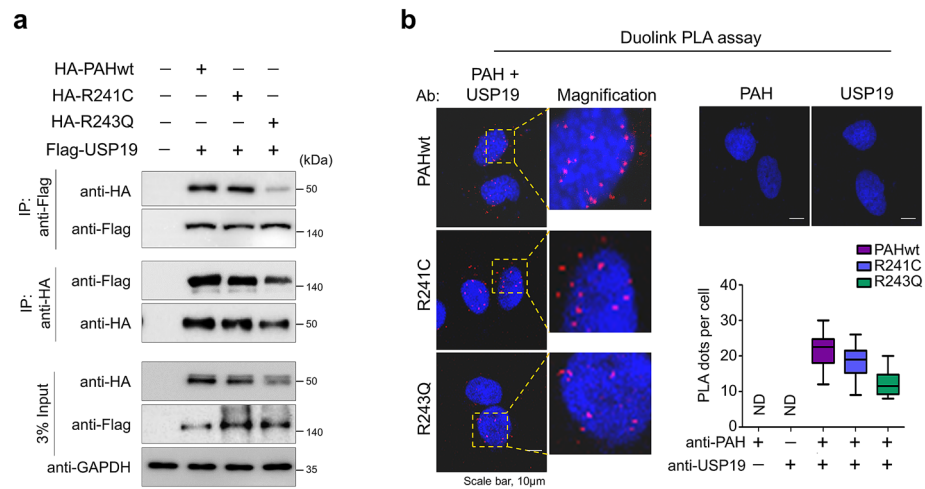 a
HA-PAHwt – + – –
HA-R241C – – + –
HA-R243Q – – – +
Flag-USP19 – + + +
(kDa)
IP: anti-Flag
anti-HA 50
anti-Flag 140
IP: anti-HA
anti-Flag 140
anti-HA 50
3% Input
anti-HA 50
anti-Flag 140
anti-GAPDH 35
b
Duolink PLA assay
Ab: PAH + USP19
Magnification
PAH
USP19
PAHwt
R241C
R243Q
Scale bar, 10μm
PAHwt
R241C
R243Q
PLA dots per cell
40
30
20
10
0
ND
ND
anti-PAH + – + + +
anti-USP19 – + + + +